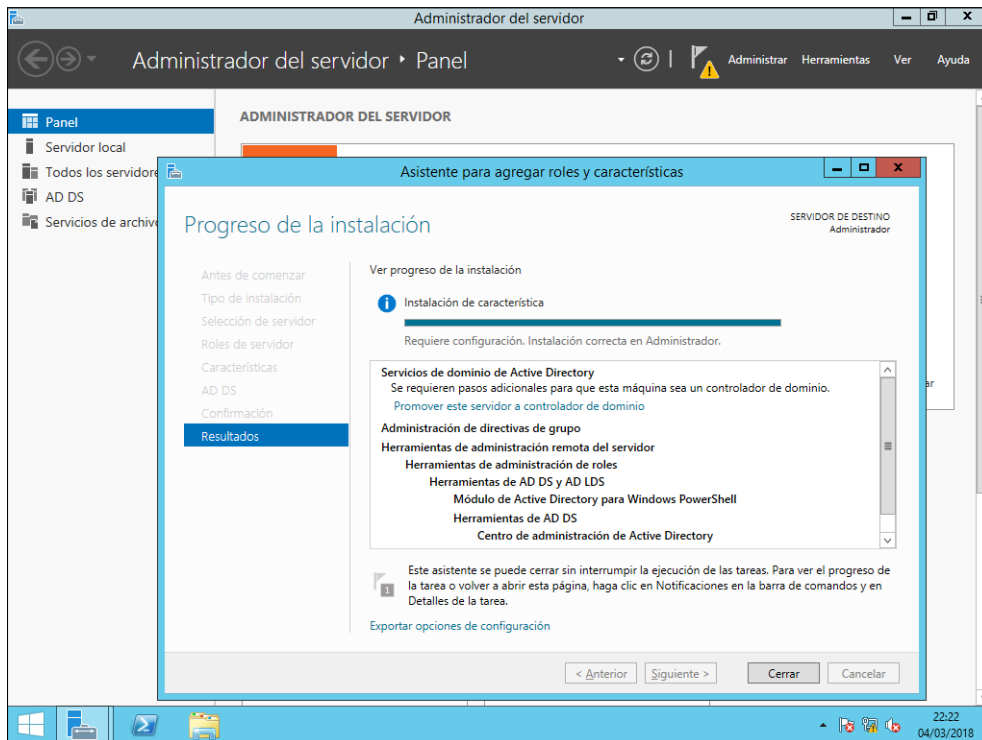 Administrador del servidor
Administrador del servidor ‣ Panel
Administrar Herramientas Ver Ayuda
Panel
Servidor local
Todos los servidore
AD DS
Servicios de archivo
ADMINISTRADOR DEL SERVIDOR
Asistente para agregar roles y características
Progreso de la instalación
SERVIDOR DE DESTINO
Administrador
Antes de comenzar
Tipo de instalación
Selección de servidor
Roles de servidor
Características
AD DS
Confirmación
Resultados
Ver progreso de la instalación
Instalación de característica
Requiere configuración. Instalación correcta en Administrador.
Servicios de dominio de Active Directory
Se requieren pasos adicionales para que esta máquina sea un controlador de dominio.
Promover este servidor a controlador de dominio
Administración de directivas de grupo
Herramientas de administración remota del servidor
Herramientas de administración de roles
Herramientas de AD DS y AD LDS
Módulo de Active Directory para Windows PowerShell
Herramientas de AD DS
Centro de administración de Active Directory
1
Este asistente se puede cerrar sin interrumpir la ejecución de las tareas. Para ver el progreso de
la tarea o volver a abrir esta página, haga clic en Notificaciones en la barra de comandos y en
Detalles de la tarea.
Exportar opciones de configuración
< Anterior Siguiente > Cerrar Cancelar
ar
22:22
04/03/2018